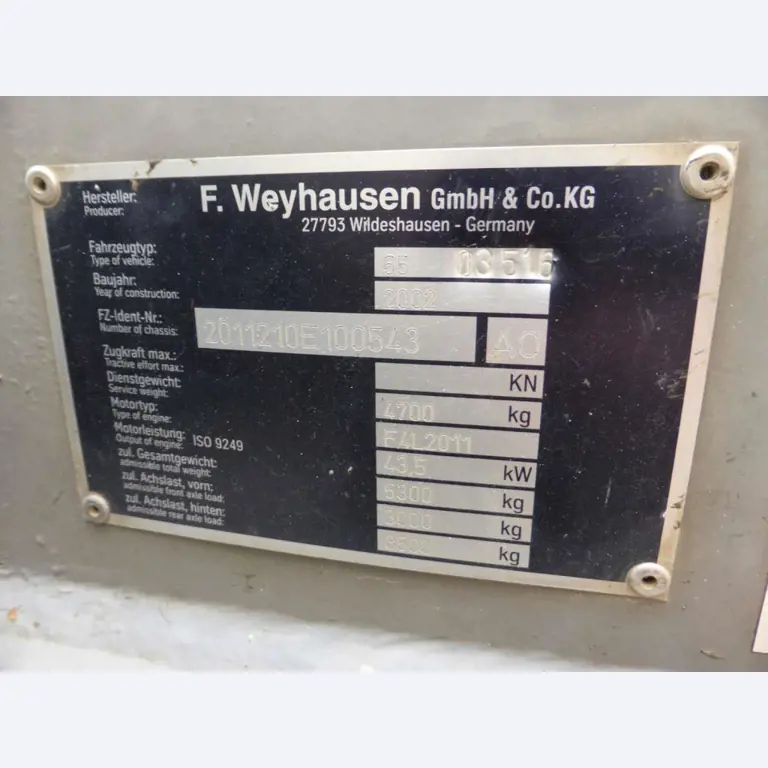 Hersteller:
Producer:
F. Weyhausen GmbH & Co.KG
27793 Wildeshausen - Germany
Fahrzeugtyp:
Type of vehicle:
03516
Baujahr:
Year of construction:
2002
FZ-Ident-Nr.:
Number of chassis:
2011210E100543 AO
Zugkraft max.:
Tractive effort max.:
KN
Dienstgewicht:
Service weight:
4700 kg
Motortyp:
Type of engine:
F4L2011
Motorleistung: ISO 9249
Output of engine:
43.5 kW
zul. Gesamtgewicht:
admissible total weight:
5300 kg
zul. Achslast, vorn:
admissible front axle load:
kg
zul. Achslast, hinten:
admissible rear axle load:
kg